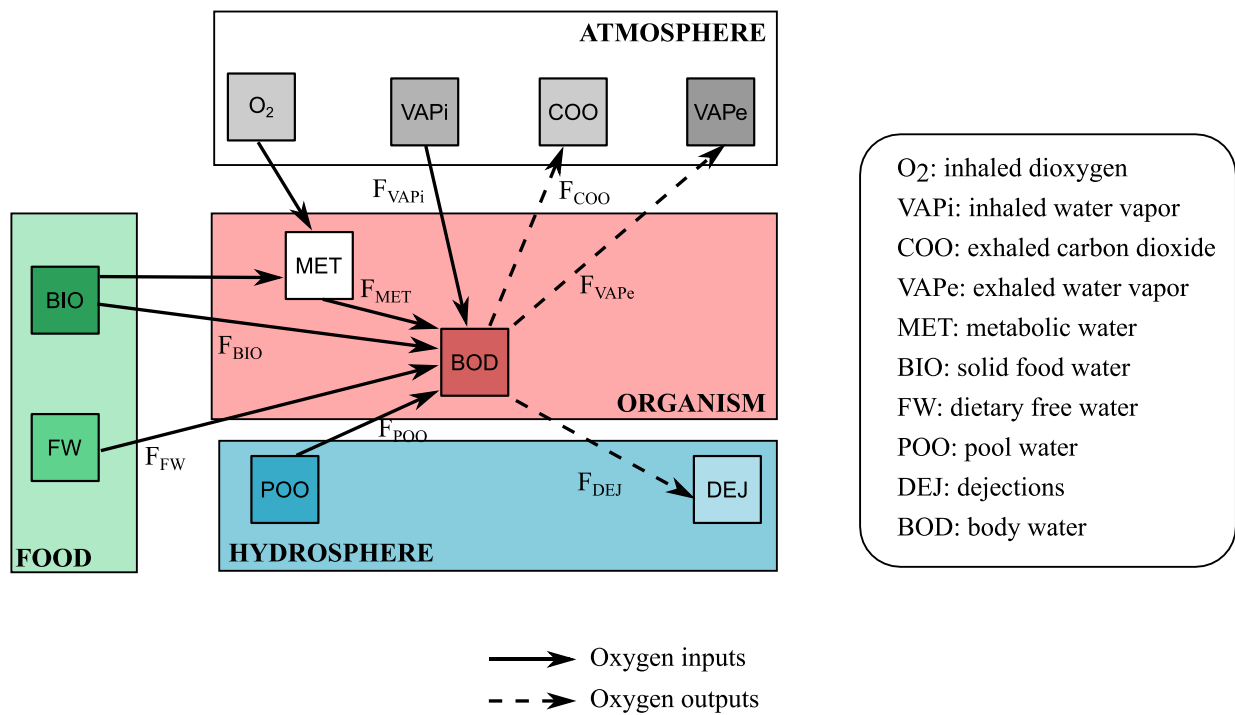 ATMOSPHERE
O2
VAPi
COO
VAPe
FVAPi
FCOO
MET
BIO
FMET
FVAPe
FBIO
BOD
ORGANISM
FW
FFW
FPOO
POO
FDEJ
DEJ
FOOD
HYDROSPHERE
O2: inhaled dioxygen
VAPi: inhaled water vapor
COO: exhaled carbon dioxide
VAPe: exhaled water vapor
MET: metabolic water
BIO: solid food water
FW: dietary free water
POO: pool water
DEJ: dejections
BOD: body water
Oxygen inputs
Oxygen outputs